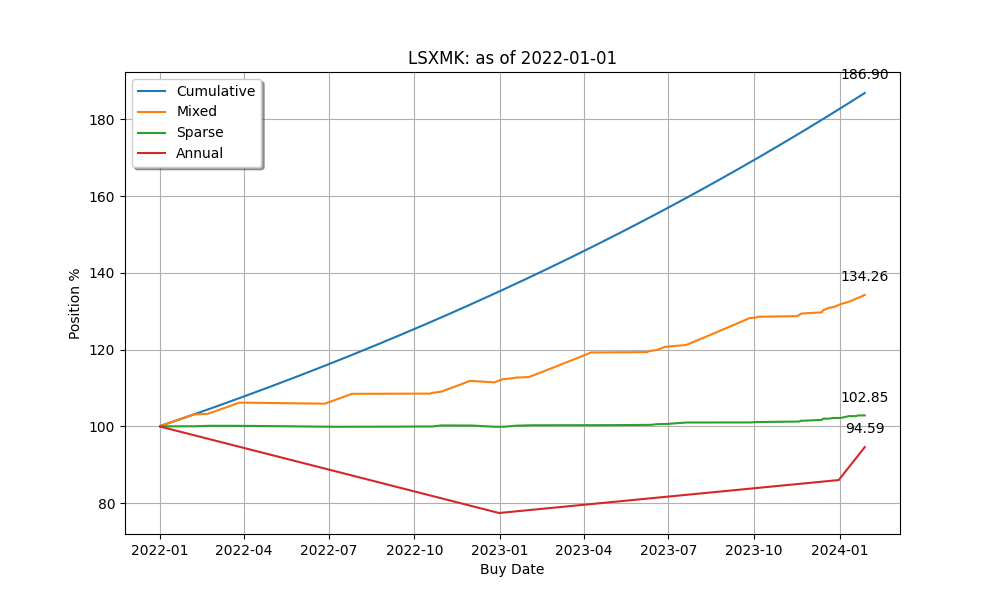 LSXMK: as of 2022-01-01
186.90
Cumulative
Mixed
Sparse
Annual
180
160
140
120
100
80
134.26
102.85
94.59
Position %
2022-01
2022-04
2022-07
2022-10
2023-01
2023-04
2023-07
2023-10
2024-01
Buy Date